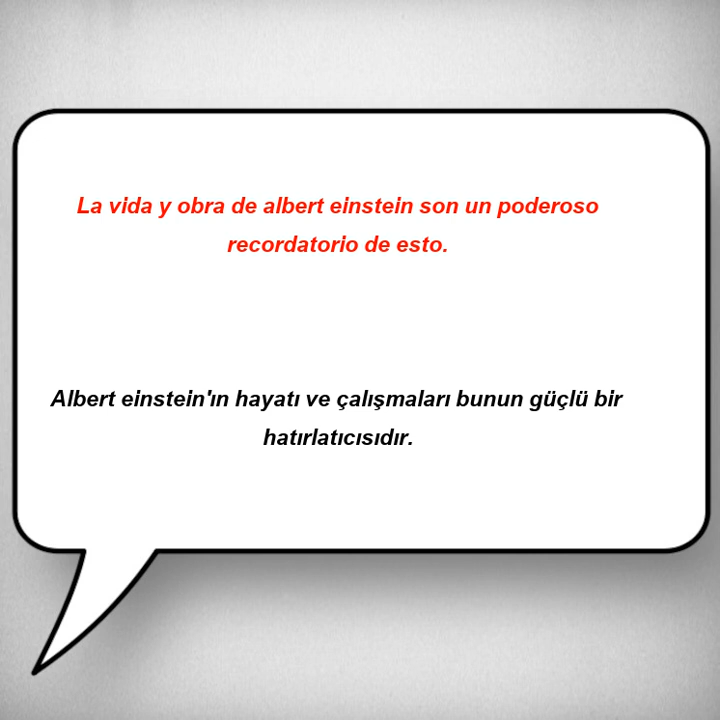 La vida y obra de albert einstein son un poderoso
recordatorio de esto.
Albert einstein'ın hayatı ve çalışmaları bunun güçlü bir
hatırlatıcısıdır.